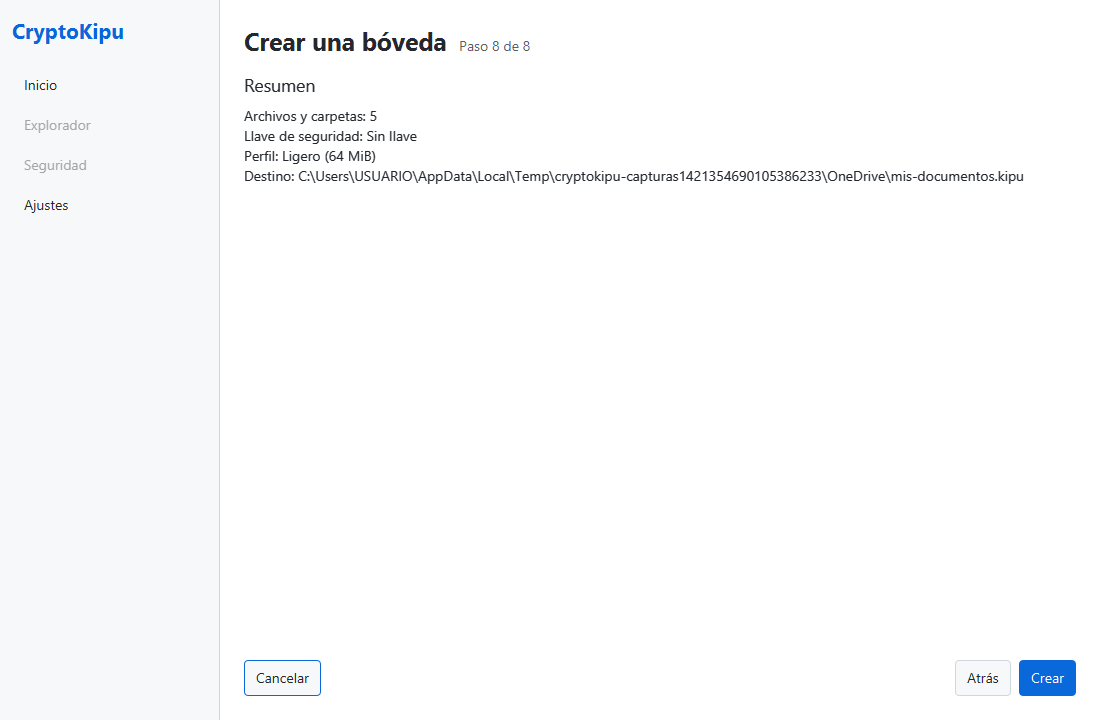 CryptoKipu
Inicio
Explorador
Seguridad
Ajustes
Crear una bóveda Paso 8 de 8
Resumen
Archivos y carpetas: 5
Llave de seguridad: Sin llave
Perfil: Ligero (64 MiB)
Destino: C:\Users\USUARIO\AppData\Local\Temp\cryptokipu-capturas1421354690105386233\OneDrive\mis-documentos.kipu
Cancelar
Atrás
Crear